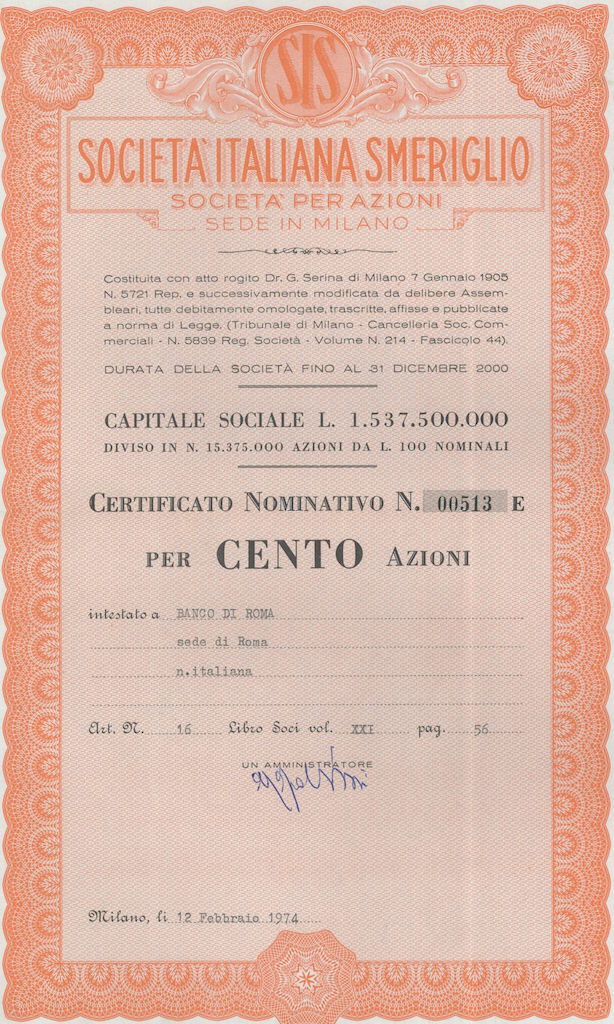 SIS
SOCIETA' ITALIANA SMERIGLIO
SOCIETA' PER AZIONI
SEDE IN MILANO
Costituita con atto rogito Dr. G. Serina di Milano 7 Gennaio 1905
N. 5721 Rep. e successivamente modificata da delibere Assem-
bleari, tutte debitamente omologate, trascritte, affisse e pubblicate
a norma di Legge. (Tribunale di Milano - Cancelleria Soc. Com-
merciali - N. 5839 Reg. Società - Volume N. 214 - Fascicolo 44).
DURATA DELLA SOCIETÀ FINO AL 31 DICEMBRE 2000
CAPITALE SOCIALE L. 1.537.500.000
DIVISO IN N. 15.375.000 AZIONI DA L. 100 NOMINALI
CERTIFICATO NOMINATIVO N. 00513 E
PER CENTO AZIONI
intestato a BANCO DI ROMA
sede di Roma
n.italiana
Art. N. 16 Libro Soci vol. XXI pag. 56
UN AMMINISTRATORE
Milano, li 12 Febbraio 1974